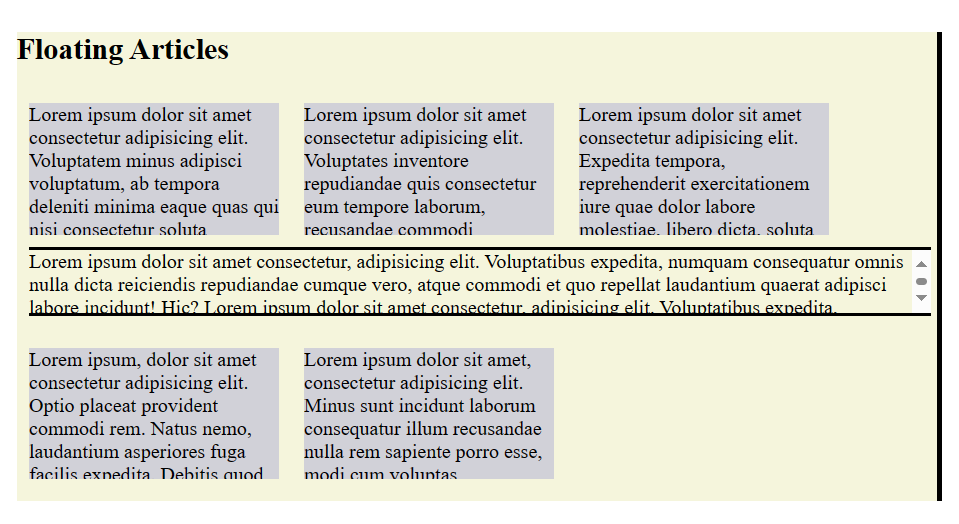 Floating Articles
Lorem ipsum dolor sit amet
consectetur adipisicing elit.
Voluptatem minus adipisci
voluptatum, ab tempora
deleniti minima eaque quas qui
nisi consectetur soluta
Lorem ipsum dolor sit amet
consectetur adipisicing elit.
Voluptates inventore
repudiandae quis consectetur
eum tempore laborum,
recusandae commodi
Lorem ipsum dolor sit amet
consectetur adipisicing elit.
Expedita tempora,
reprehenderit exercitationem
iure quae dolor labore
molestiae, libero dicta, soluta
Lorem ipsum dolor sit amet consectetur, adipisicing elit. Voluptatibus expedita, numquam consequatur omnis
nulla dicta reiciendis repudiandae cumque vero, atque commodi et quo repellat laudantium quaerat adipisci
labore incidunt! Hic? Lorem ipsum dolor sit amet consectetur, adipisicing elit. Voluptatibus expedita,
Lorem ipsum, dolor sit amet
consectetur adipisicing elit.
Optio placeat provident
commodi rem. Natus nemo,
laudantium asperiores fuga
facilis expedita. Debitis quod
Lorem ipsum dolor sit amet,
consectetur adipisicing elit.
Minus sunt incidunt laborum
consequatur illum recusandae
nulla rem sapiente porro esse,
modi cum voluptas